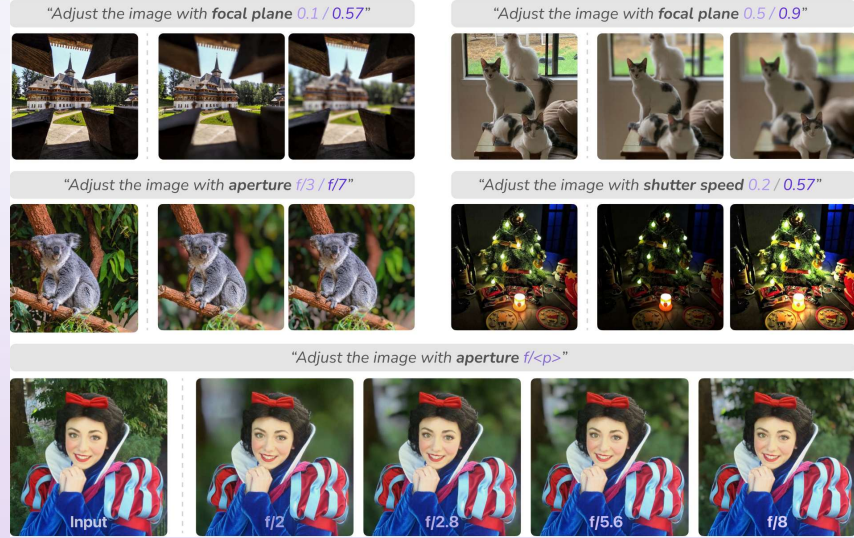 “Adjust the image with focal plane 0.1 / 0.57”
“Adjust the image with focal plane 0.5 / 0.9”
“Adjust the image with aperture f/3 / f/7”
“Adjust the image with shutter speed 0.2 / 0.57”
“Adjust the image with aperture f/<p>”
Input
f/2
f/2.8
f/5.6
f/8